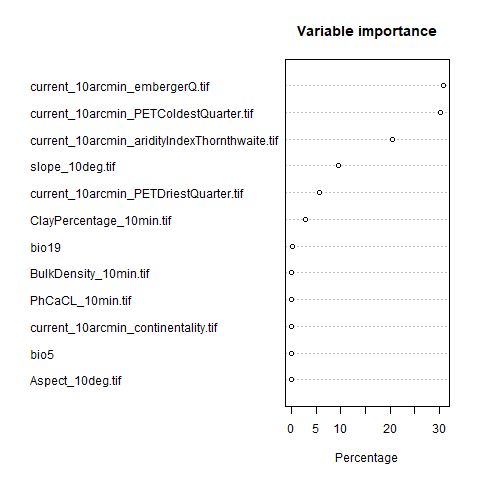 Variable importance
current_10arcmin_embergerQ.tif
current_10arcmin_PETColdestQuarter.tif
current_10arcmin_aridityIndexThornthwaite.tif
slope_10deg.tif
current_10arcmin_PETDriestQuarter.tif
ClayPercentage_10min.tif
bio19
BulkDensity_10min.tif
PhCaCL_10min.tif
current_10arcmin_continentality.tif
bio5
Aspect_10deg.tif
0 5 10 20 30
Percentage